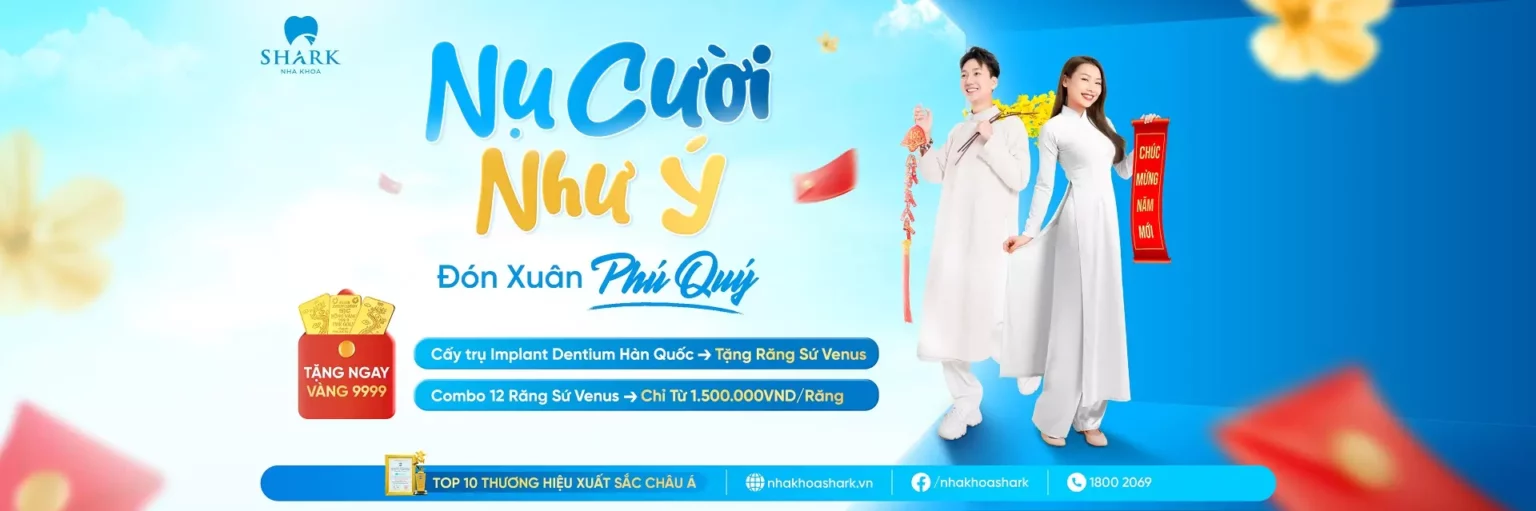 SHARK
NHA KHOA
Nụ Cười
Như Ý
Đón Xuân Phú Quý
TẶNG NGAY
VÀNG 9999
Cấy trụ Implant Dentium Hàn Quốc → Tặng Răng Sứ Venus
Combo 12 Răng Sứ Venus → Chỉ Từ 1.500.000VND/Răng
CHÚC
MỪNG
NĂM
MỚI
TOP 10 THƯƠNG HIỆU XUẤT SẮC CHÂU Á
nhakhoashark.vn
/nhakhoashark
1800 2069